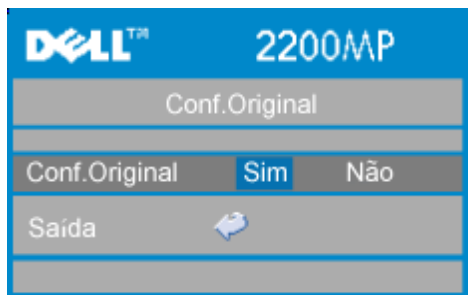 DELL™ 2200MP
Conf.Original
Conf.Original Sim Não
Saída